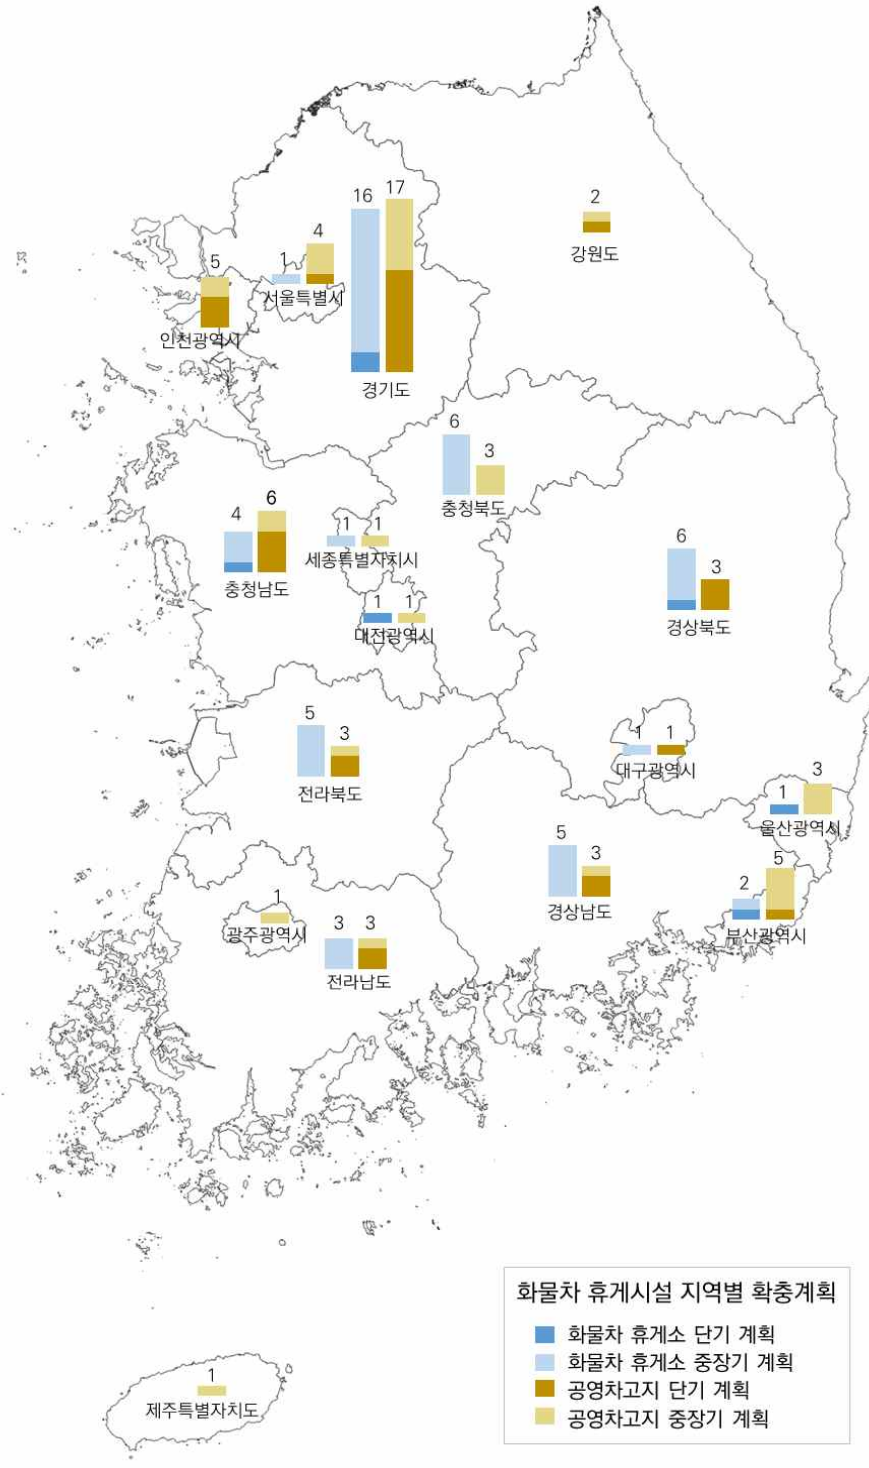 2
강원도
16 17
경기도
1 4
서울특별시
5
인천광역시
6 3
충청북도
4 6
충청남도
1 1
세종특별자치시
1 1
대전광역시
6 3
경상북도
5 3
전라북도
1 1
대구광역시
1 3
울산광역시
5 3
경상남도
2 5
부산광역시
1
광주광역시
3 3
전라남도
1
제주특별자치도
화물차 휴게시설 지역별 확충계획
화물차 휴게소 단기 계획
화물차 휴게소 중장기 계획
공영차고지 단기 계획
공영차고지 중장기 계획